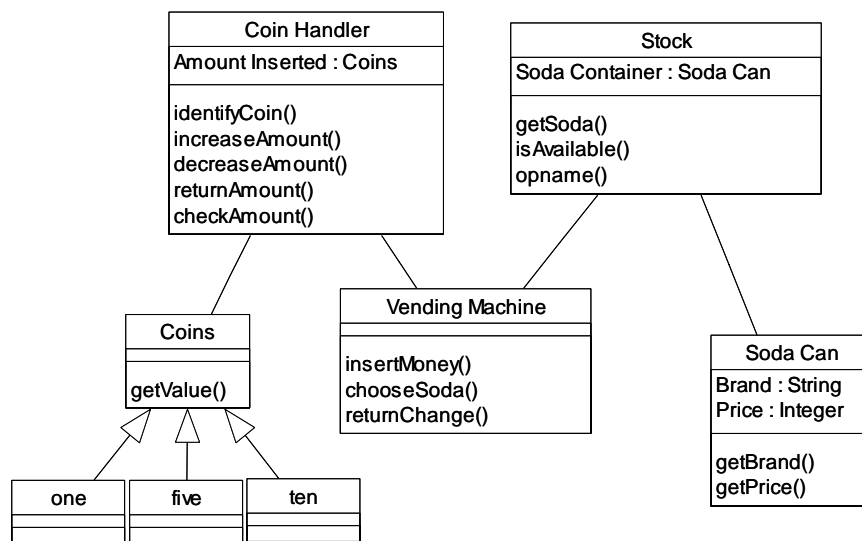 Coin Handler
Amount Inserted : Coins
identifyCoin()
increaseAmount()
decreaseAmount()
returnAmount()
checkAmount()
Stock
Soda Container : Soda Can
getSoda()
isAvailable()
opname()
Coins
getValue()
Vending Machine
insertMoney()
chooseSoda()
returnChange()
Soda Can
Brand : String
Price : Integer
getBrand()
getPrice()
one
five
ten